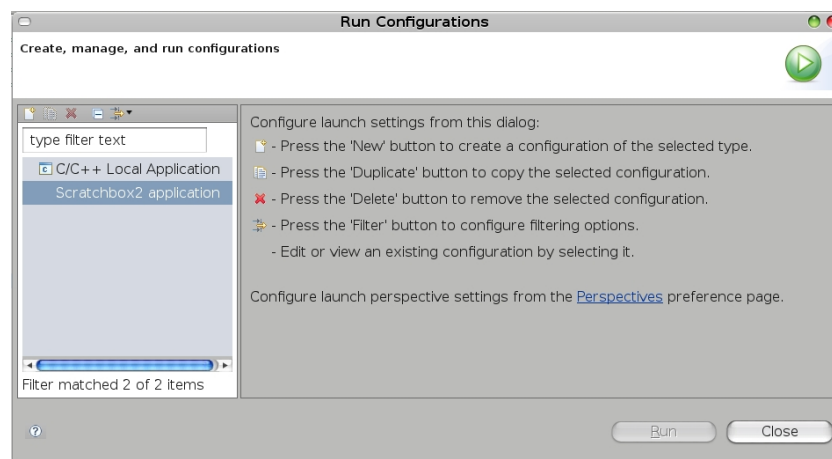 Run Configurations
Create, manage, and run configurations
type filter text
C/C++ Local Application
Scratchbox2 application
Filter matched 2 of 2 items
Configure launch settings from this dialog:
- Press the 'New' button to create a configuration of the selected type.
- Press the 'Duplicate' button to copy the selected configuration.
- Press the 'Delete' button to remove the selected configuration.
- Press the 'Filter' button to configure filtering options.
- Edit or view an existing configuration by selecting it.
Configure launch perspective settings from the Perspectives preference page.
Run
Close